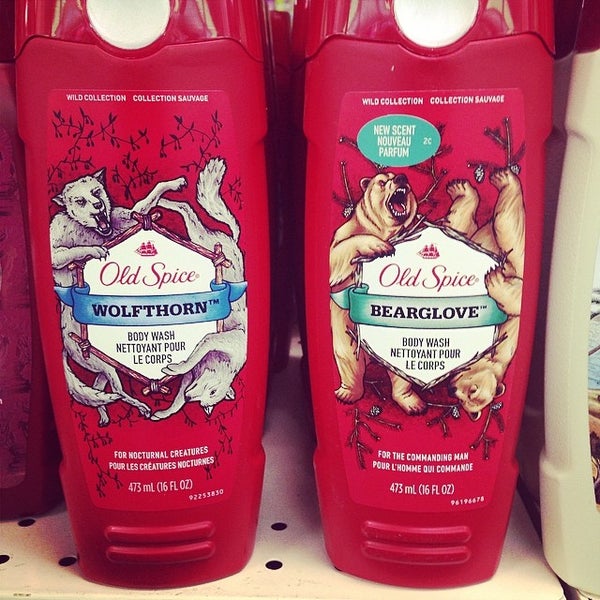 WILD COLLECTION COLLECTION SAUVAGE
Old Spice®
WOLFTHORN™
BODY WASH
NETTOYANT POUR
LE CORPS
FOR NOCTURNAL CREATURES
POUR LES CRÉATURES NOCTURNES
473 mL (16 FL OZ)
92253830
WILD COLLECTION COLLECTION SAUVAGE
NEW SCENT
NOUVEAU
PARFUM
2C
Old Spice®
BEARGLOVE™
BODY WASH
NETTOYANT POUR
LE CORPS
FOR THE COMMANDING MAN
POUR L'HOMME QUI COMMANDE
473 mL (16 FL OZ)
96196678